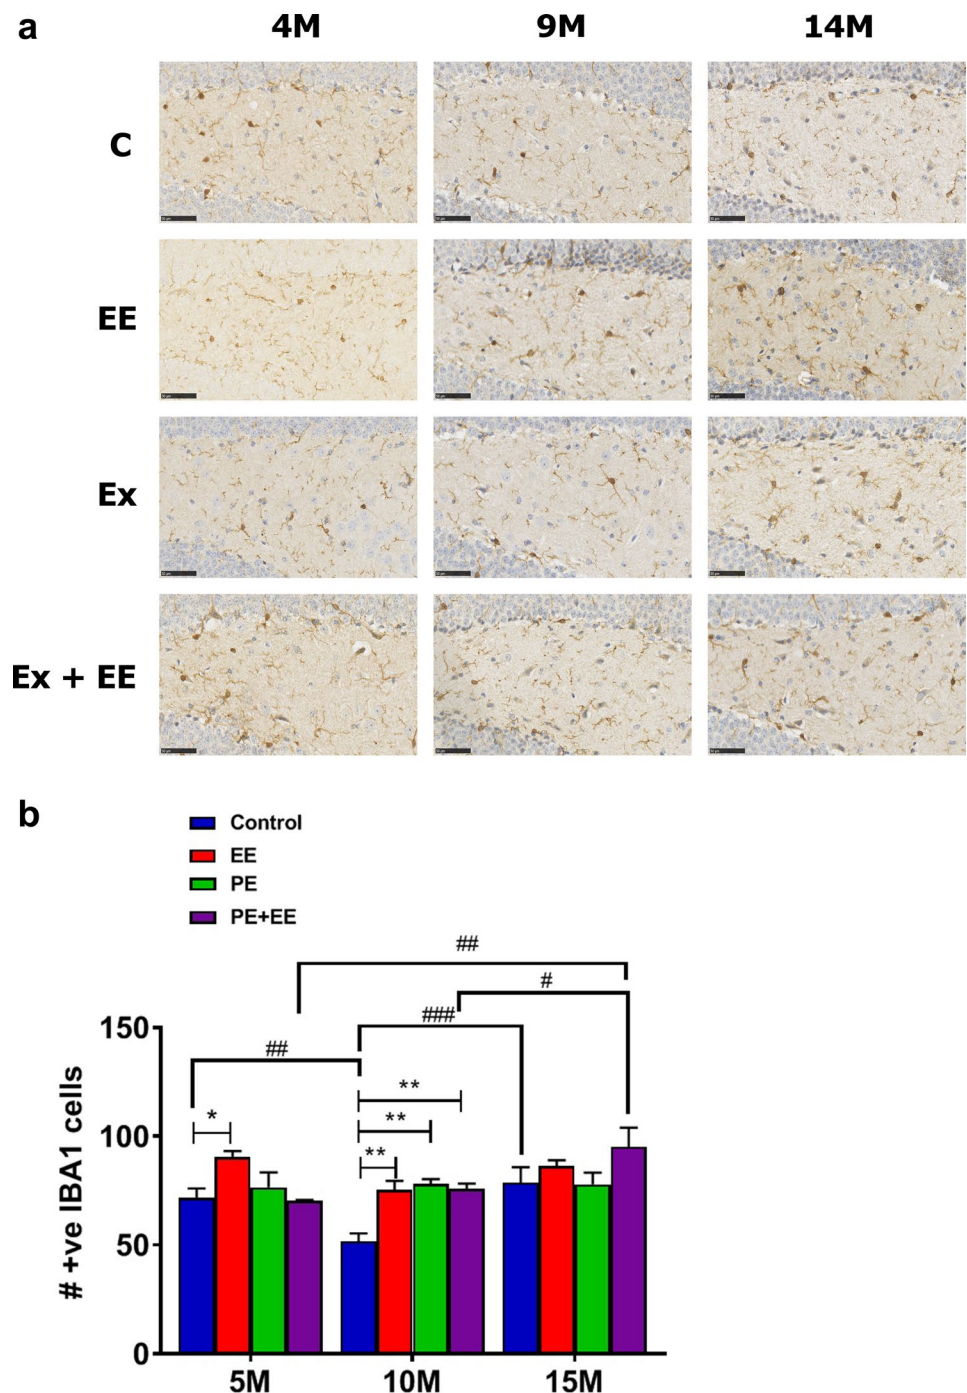 a
4M 9M 14M
C
EE
Ex
Ex + EE
b
Control
EE
PE
PE+EE
##
#
###
##
150
**
*
**
**
100
50
0
# +ve IBA1 cells
5M 10M 15M